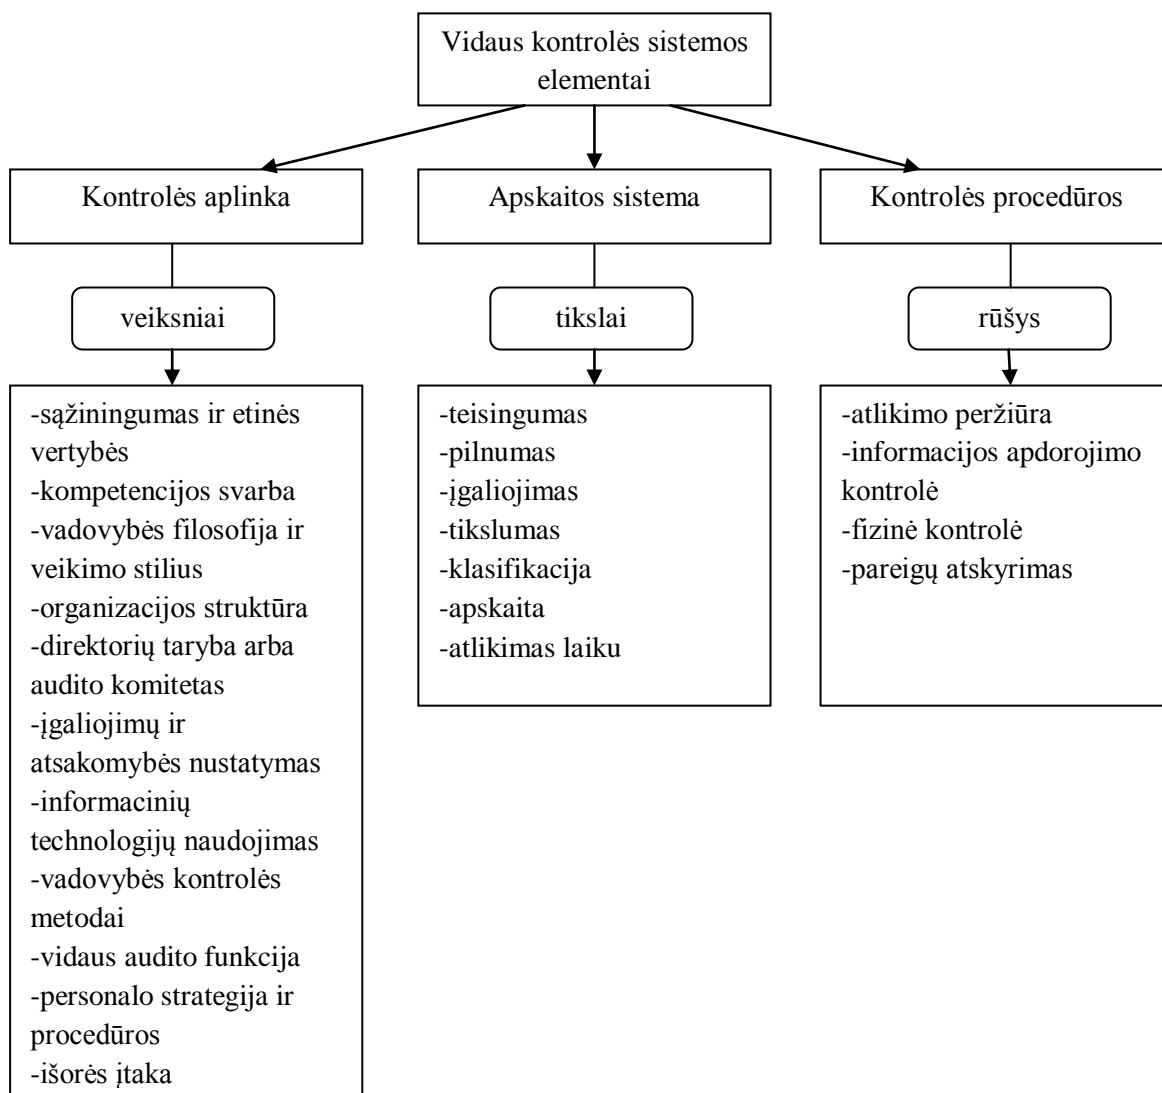 Vidaus kontrolės sistemos
elementai
Kontrolės aplinka
Apskaitos sistema
Kontrolės procedūros
veiksniai
tikslai
rūšys
-sąžiningumas ir etinės
vertybės
-kompetencijos svarba
-vadovybės filosofija ir
veikimo stilius
-organizacijos struktūra
-direktorių taryba arba
audito komitetas
-įgaliojimų ir
atsakomybės nustatymas
-informacinių
technologijų naudojimas
-vadovybės kontrolės
metodai
-vidaus audito funkcija
-personalo strategija ir
procedūros
-išorės įtaka
-teisingumas
-pilnumas
-įgaliojimas
-tikslumas
-klasifikacija
-apskaita
-atlikimas laiku
-atlikimo peržiūra
-informacijos apdorojimo
kontrolė
-fizinė kontrolė
-pareigų atskyrimas